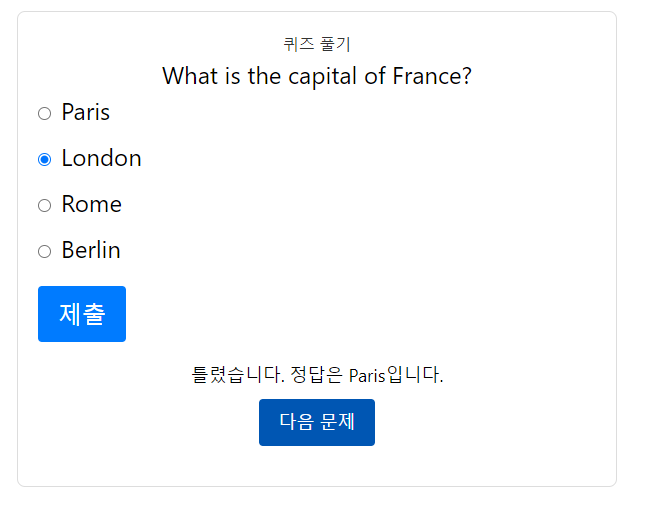 퀴즈 풀기
What is the capital of France?
Paris
London
Rome
Berlin
제출
틀렸습니다. 정답은 Paris입니다.
다음 문제